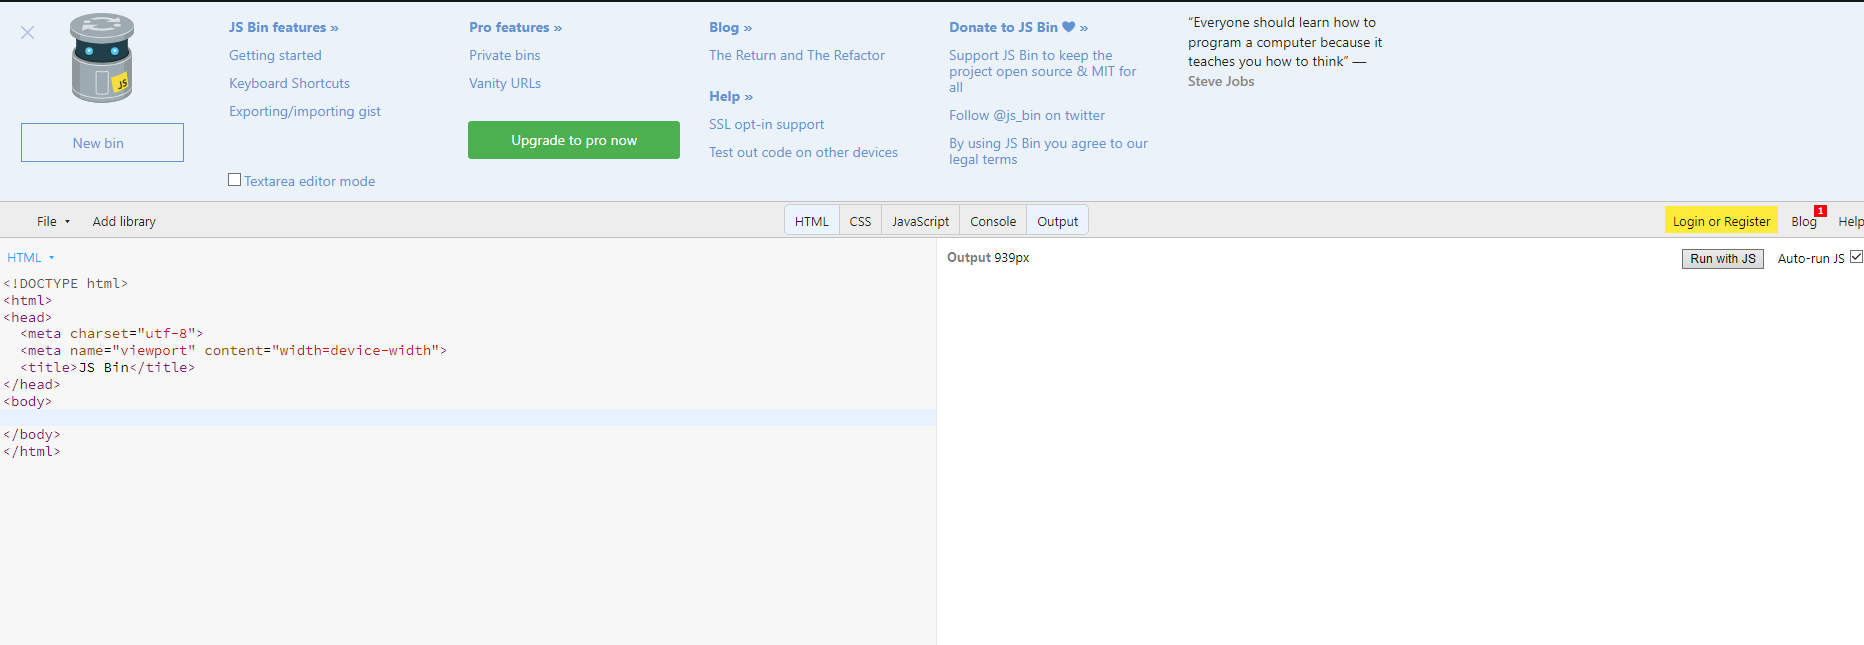 JS
New bin
JS Bin features »
Getting started
Keyboard Shortcuts
Exporting/importing gist
Textarea editor mode
Pro features »
Private bins
Vanity URLs
Upgrade to pro now
Blog »
The Return and The Refactor
Help »
SSL opt-in support
Test out code on other devices
Donate to JS Bin ♥ »
Support JS Bin to keep the
project open source & MIT for
all
Follow @js_bin on twitter
By using JS Bin you agree to our
legal terms
“Everyone should learn how to
program a computer because it
teaches you how to think” —
Steve Jobs
File Add library HTML CSS JavaScript Console Output Login or Register Blog 1 Help
HTML
<!DOCTYPE html>
<html>
<head>
  <meta charset="utf-8">
  <meta name="viewport" content="width=device-width">
  <title>JS Bin</title>
</head>
<body>
</body>
</html>
Output 939px Run with JS Auto-run JS